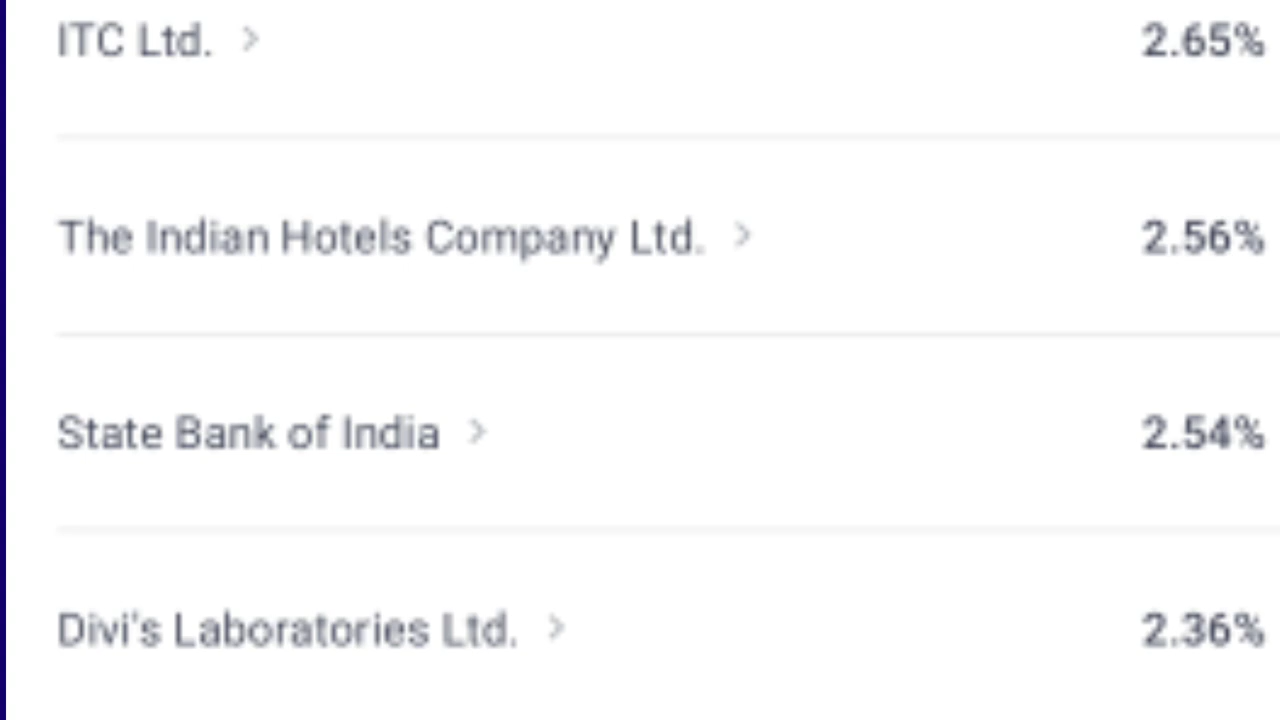 ITC Ltd. > 2.65%
The Indian Hotels Company Ltd. > 2.56%
State Bank of India > 2.54%
Divi's Laboratories Ltd. > 2.36%